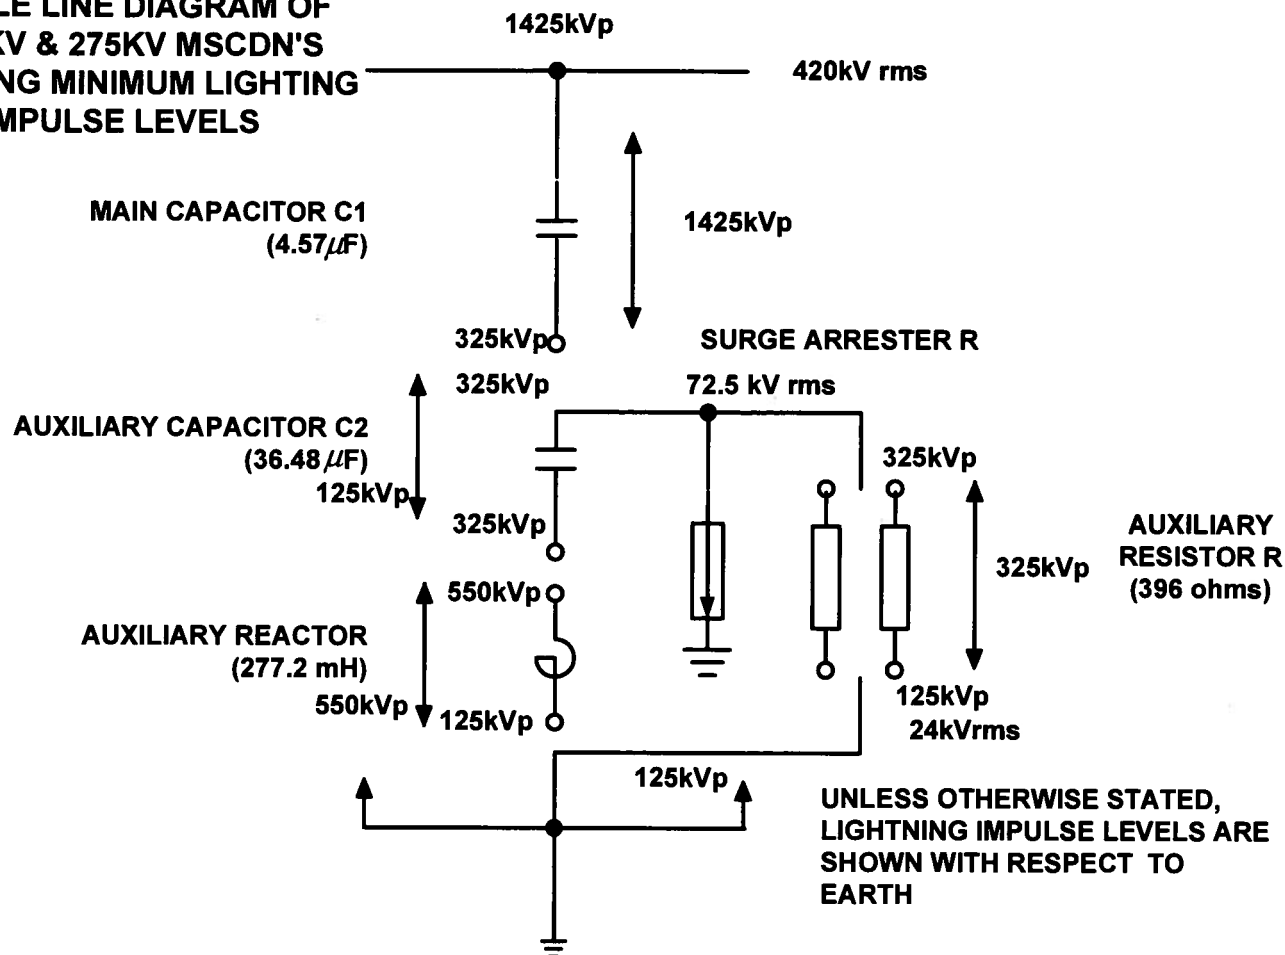 LINE DIAGRAM OF
& 275KV MSCDN'S
MINIMUM LIGHTING
LEVELS
1425kVp
420kV rms
MAIN CAPACITOR C1
(4.57µF)
1425kVp
325kVp
SURGE ARRESTER R
325kVp
72.5 kV rms
AUXILIARY CAPACITOR C2
(36.48µF)
125kVp
325kVp
325kVp
AUXILIARY
RESISTOR R
(396 ohms)
325kVp
550kVp
AUXILIARY REACTOR
(277.2 mH)
550kVp
125kVp
125kVp
24kVrms
125kVp
UNLESS OTHERWISE STATED,
LIGHTNING IMPULSE LEVELS ARE
SHOWN WITH RESPECT TO
EARTH